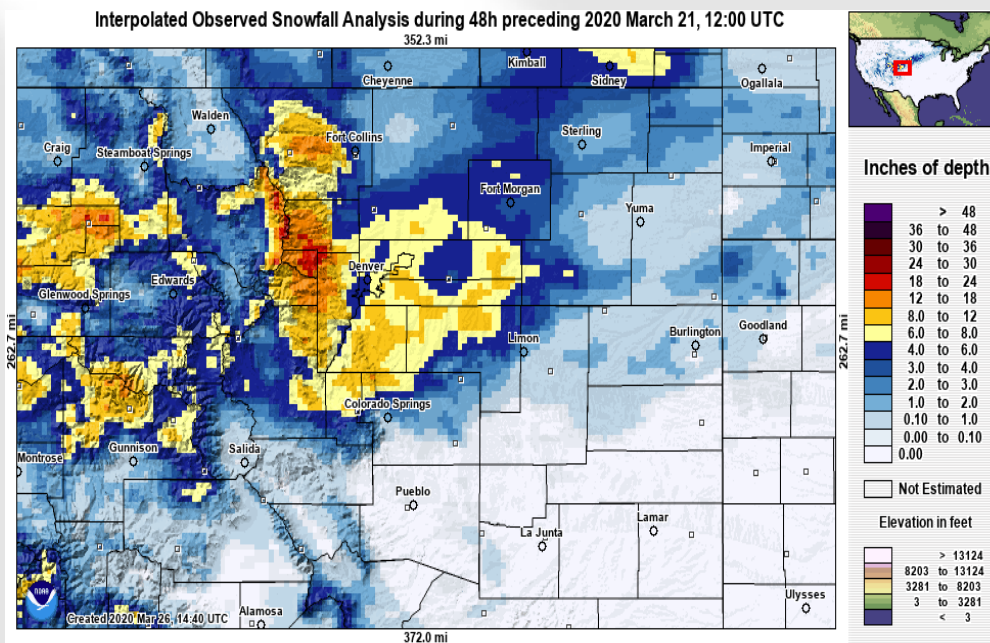 Interpolated Observed Snowfall Analysis during 48h preceding 2020 March 21, 12:00 UTC
352.3 mi
Kimball
Cheyenne
Sidney
Ogallala
Walden
Fort Collins
Sterling
Craig
Steamboat Springs
Imperial
Fort Morgan
Yuma
Denver
Edwards
Glenwood Springs
262.7 mi
Limon
Burlington
Goodland
262.7 mi
Colorado Springs
Gunnison
Salida
Montrose
Pueblo
La Junta
Lamar
Ulysses
Alamosa
NOAA
Created 2020 Mar 26, 14:40 UTC
372.0 mi
Inches of depth
> 48
36 to 48
30 to 36
24 to 30
18 to 24
12 to 18
8.0 to 12
6.0 to 8.0
4.0 to 6.0
3.0 to 4.0
2.0 to 3.0
1.0 to 2.0
0.10 to 1.0
0.00 to 0.10
0.00
Not Estimated
Elevation in feet
> 13124
8203 to 13124
3281 to 8203
3 to 3281
< 3